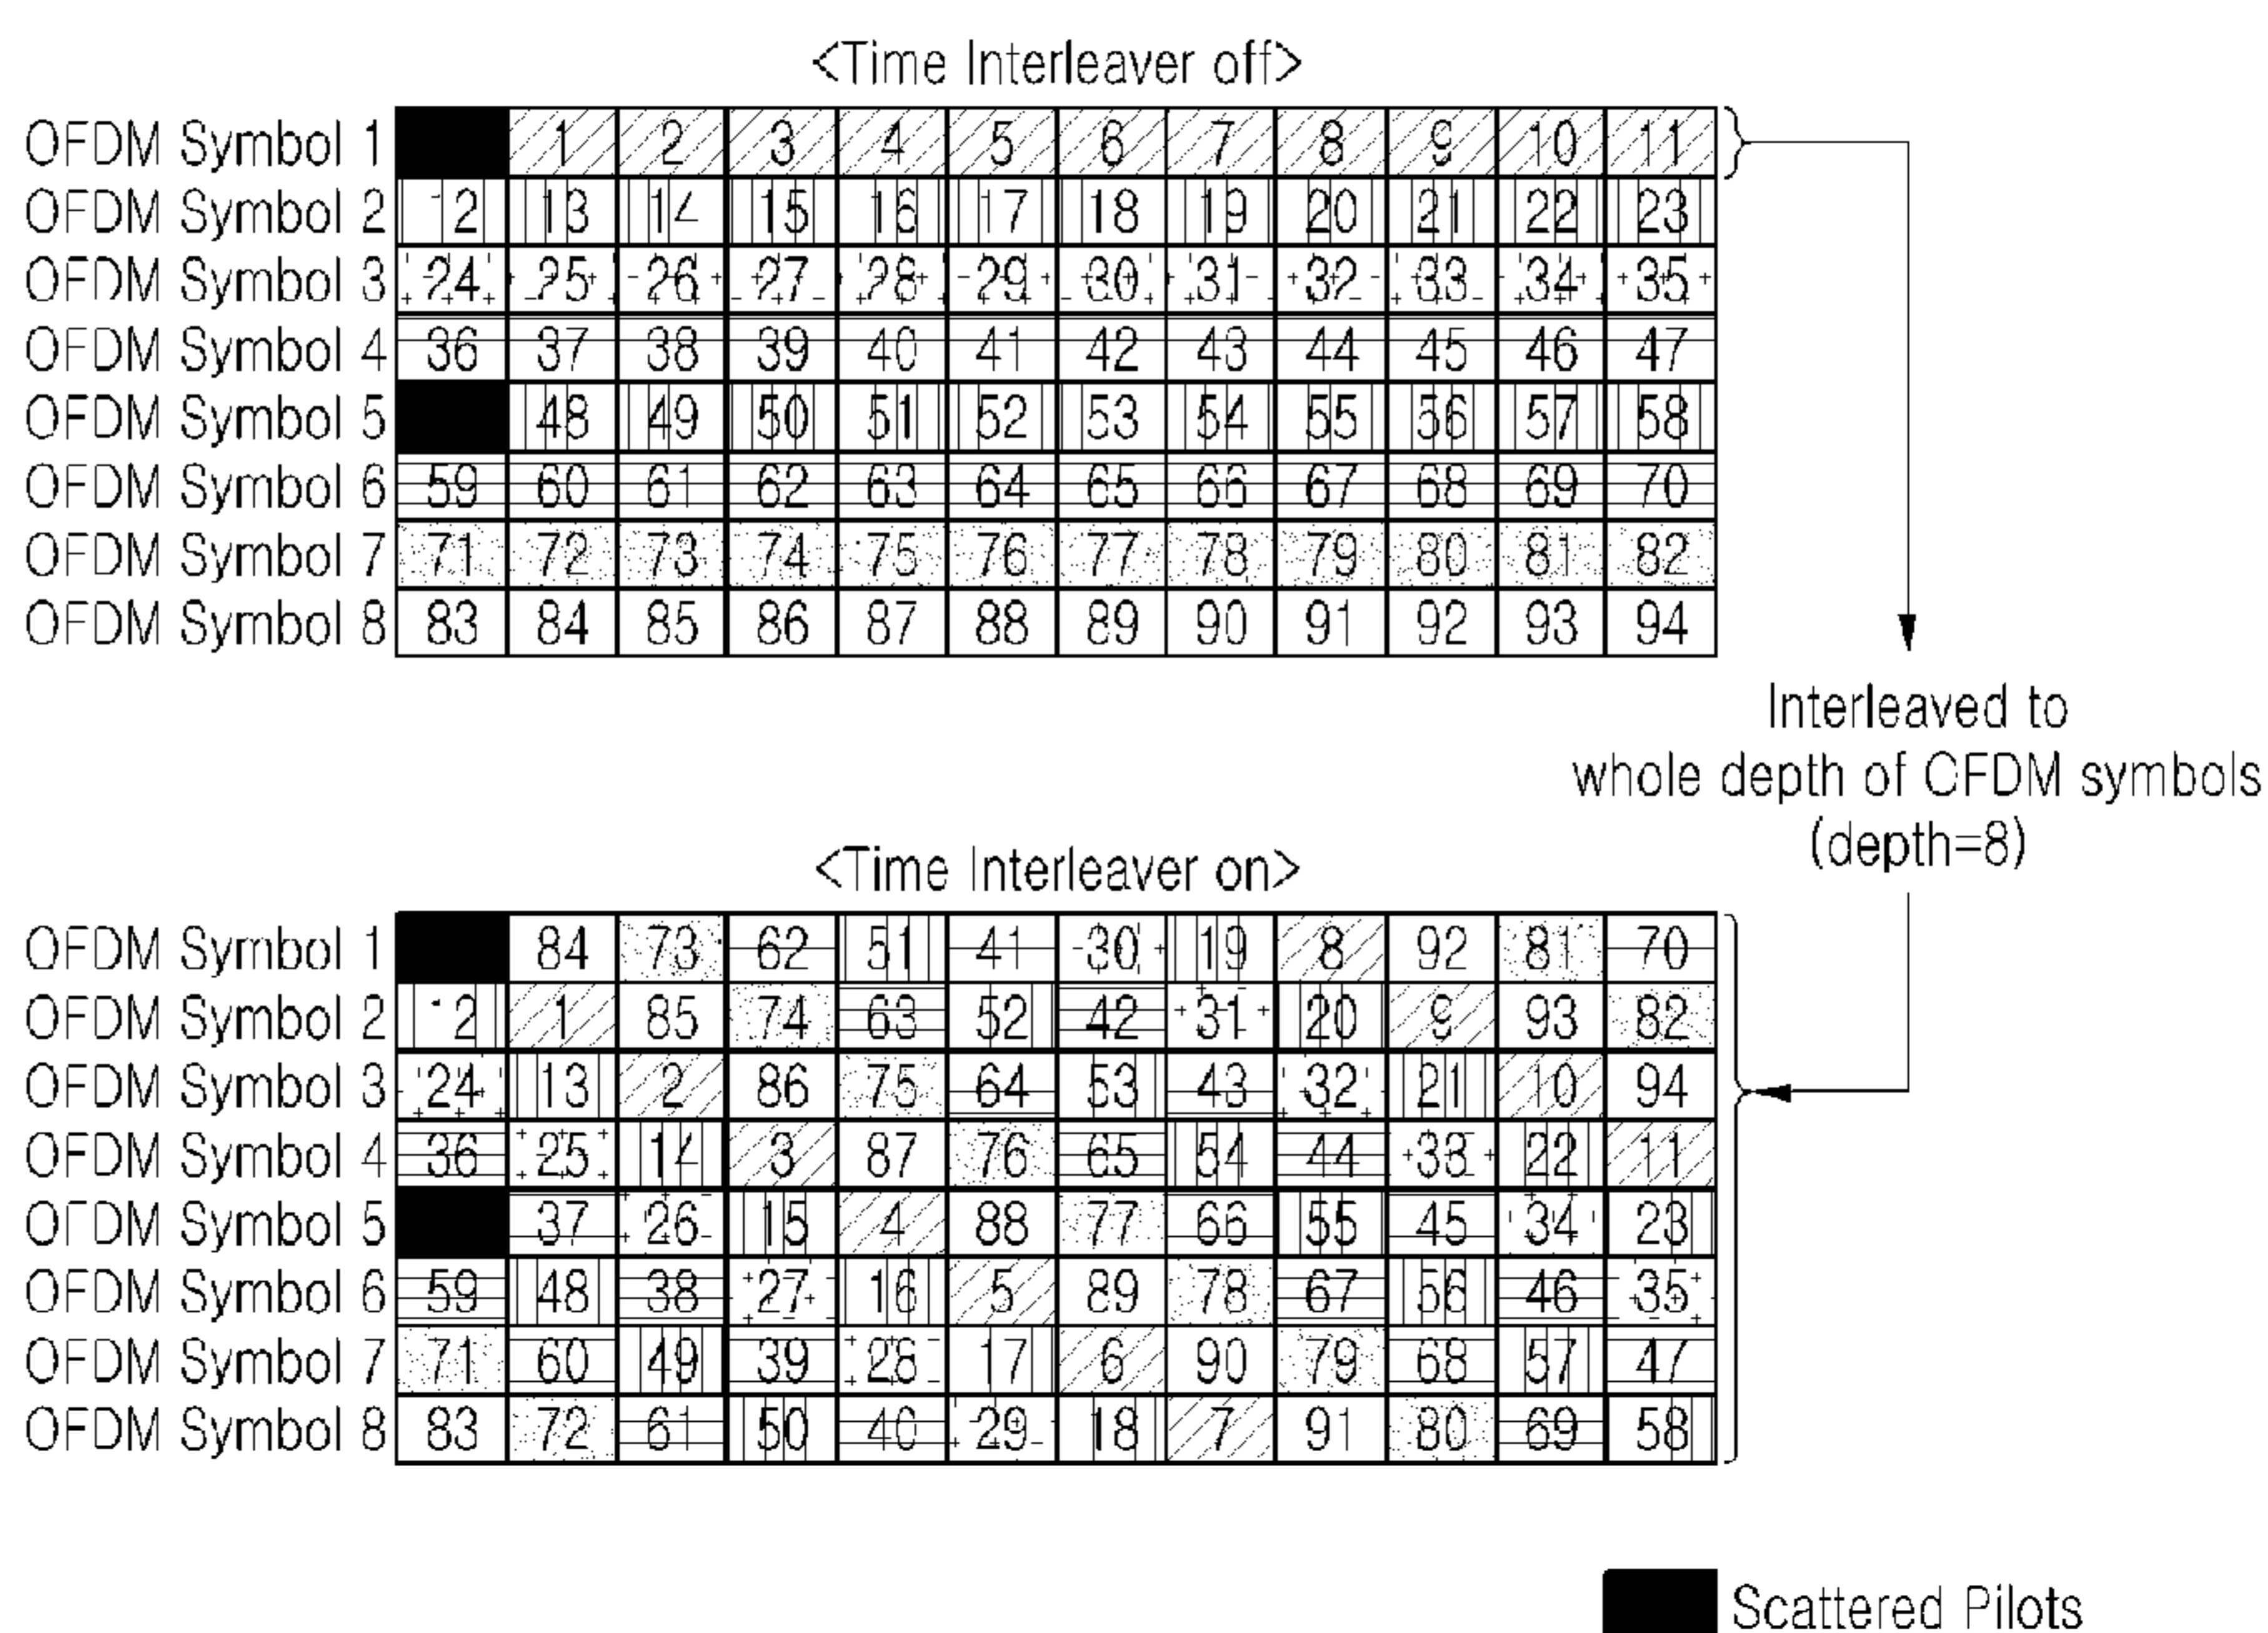 <Time Interleaver off>
OFDM Symbol 1 1 2 3 4 5 6 7 8 9 10 11
OFDM Symbol 2 12 13 14 15 16 17 18 19 20 21 22 23
OFDM Symbol 3 24 25 26 27 28 29 30 31 32 33 34 35
OFDM Symbol 4 36 37 38 39 40 41 42 43 44 45 46 47
OFDM Symbol 5 48 49 50 51 52 53 54 55 56 57 58
OFDM Symbol 6 59 60 61 62 63 64 65 66 67 68 69 70
OFDM Symbol 7 71 72 73 74 75 76 77 78 79 80 81 82
OFDM Symbol 8 83 84 85 86 87 88 89 90 91 92 93 94
Interleaved to
whole depth of OFDM symbols
(depth=8)
<Time Interleaver on>
OFDM Symbol 1 84 73 62 51 41 30 19 8 92 81 70
OFDM Symbol 2 12 1 85 74 63 52 42 31 20 9 93 82
OFDM Symbol 3 24 13 2 86 75 64 53 43 32 21 10 94
OFDM Symbol 4 36 25 14 3 87 76 65 54 44 33 22 11
OFDM Symbol 5 37 26 15 4 88 77 66 55 45 34 23
OFDM Symbol 6 59 48 38 27 16 5 89 78 67 56 46 35
OFDM Symbol 7 71 60 49 39 28 17 6 90 79 68 57 47
OFDM Symbol 8 83 72 61 50 40 29 18 7 91 80 69 58
Scattered Pilots